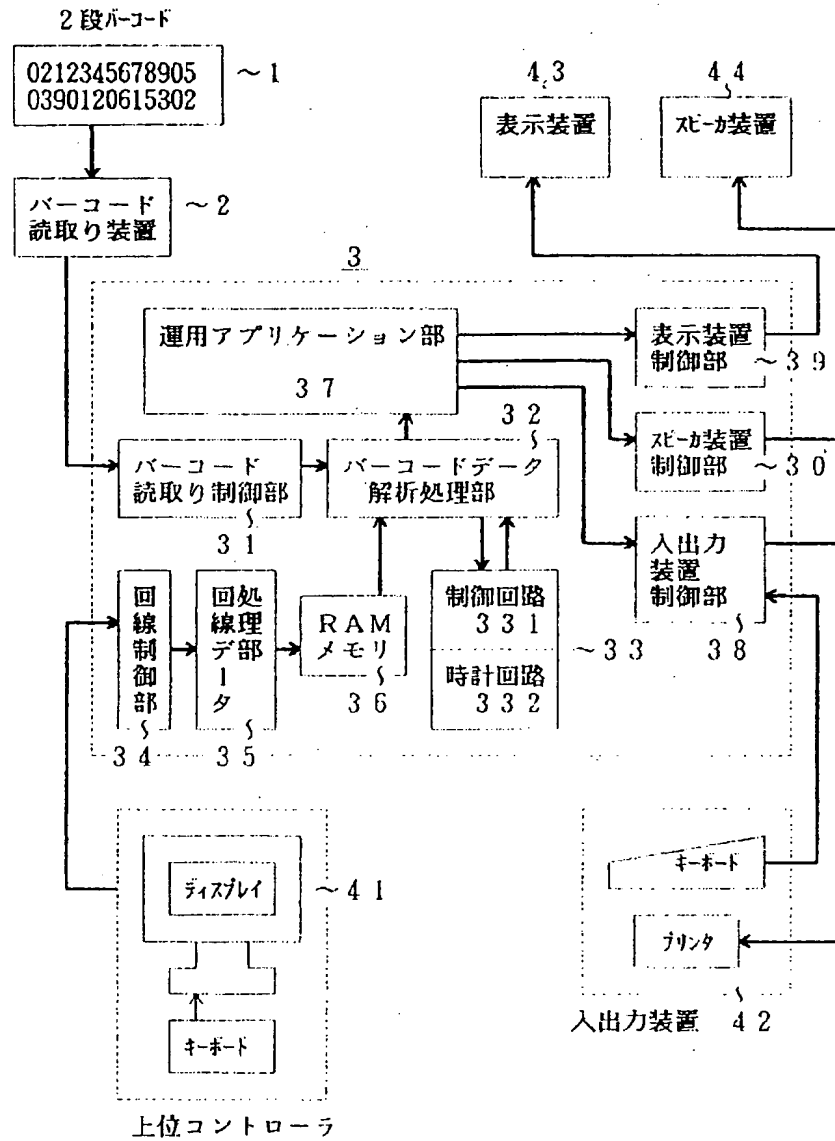 2段バーコード
0212345678905
0390120615302
～1
バーコード
読取り装置
～2
43
表示装置
44
スピーカ装置
3
運用アプリケーション部
37
表示装置
制御部
～39
32
スピーカ装置
制御部
～30
バーコード
読取り制御部
31
バーコードデータ
解析処理部
入出力
装置
制御部
38
回線制御部
34
回線データ
処理部
35
RAM
メモリ
36
制御回路
331
時計回路
332
～33
ディスプレイ
～41
キーボード
上位コントローラ
キーボード
プリンタ
入出力装置
42